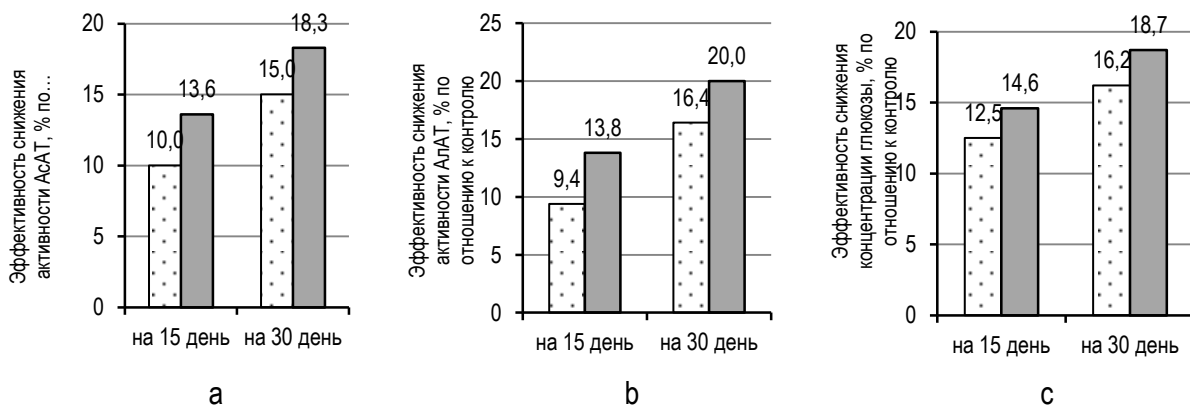 Эффективность снижения
активности АсАТ, % по...
20
15
10
5
0
10,0
13,6
15,0
18,3
на 15 день
на 30 день
a
Эффективность снижения
активности АлАТ, % по
отношению к контролю
25
20
15
10
5
0
9,4
13,8
16,4
20,0
на 15 день
на 30 день
b
Эффективность снижения
концентрации глюкозы, % по
отношению к контролю
20
15
10
5
0
12,5
14,6
16,2
18,7
на 15 день
на 30 день
c